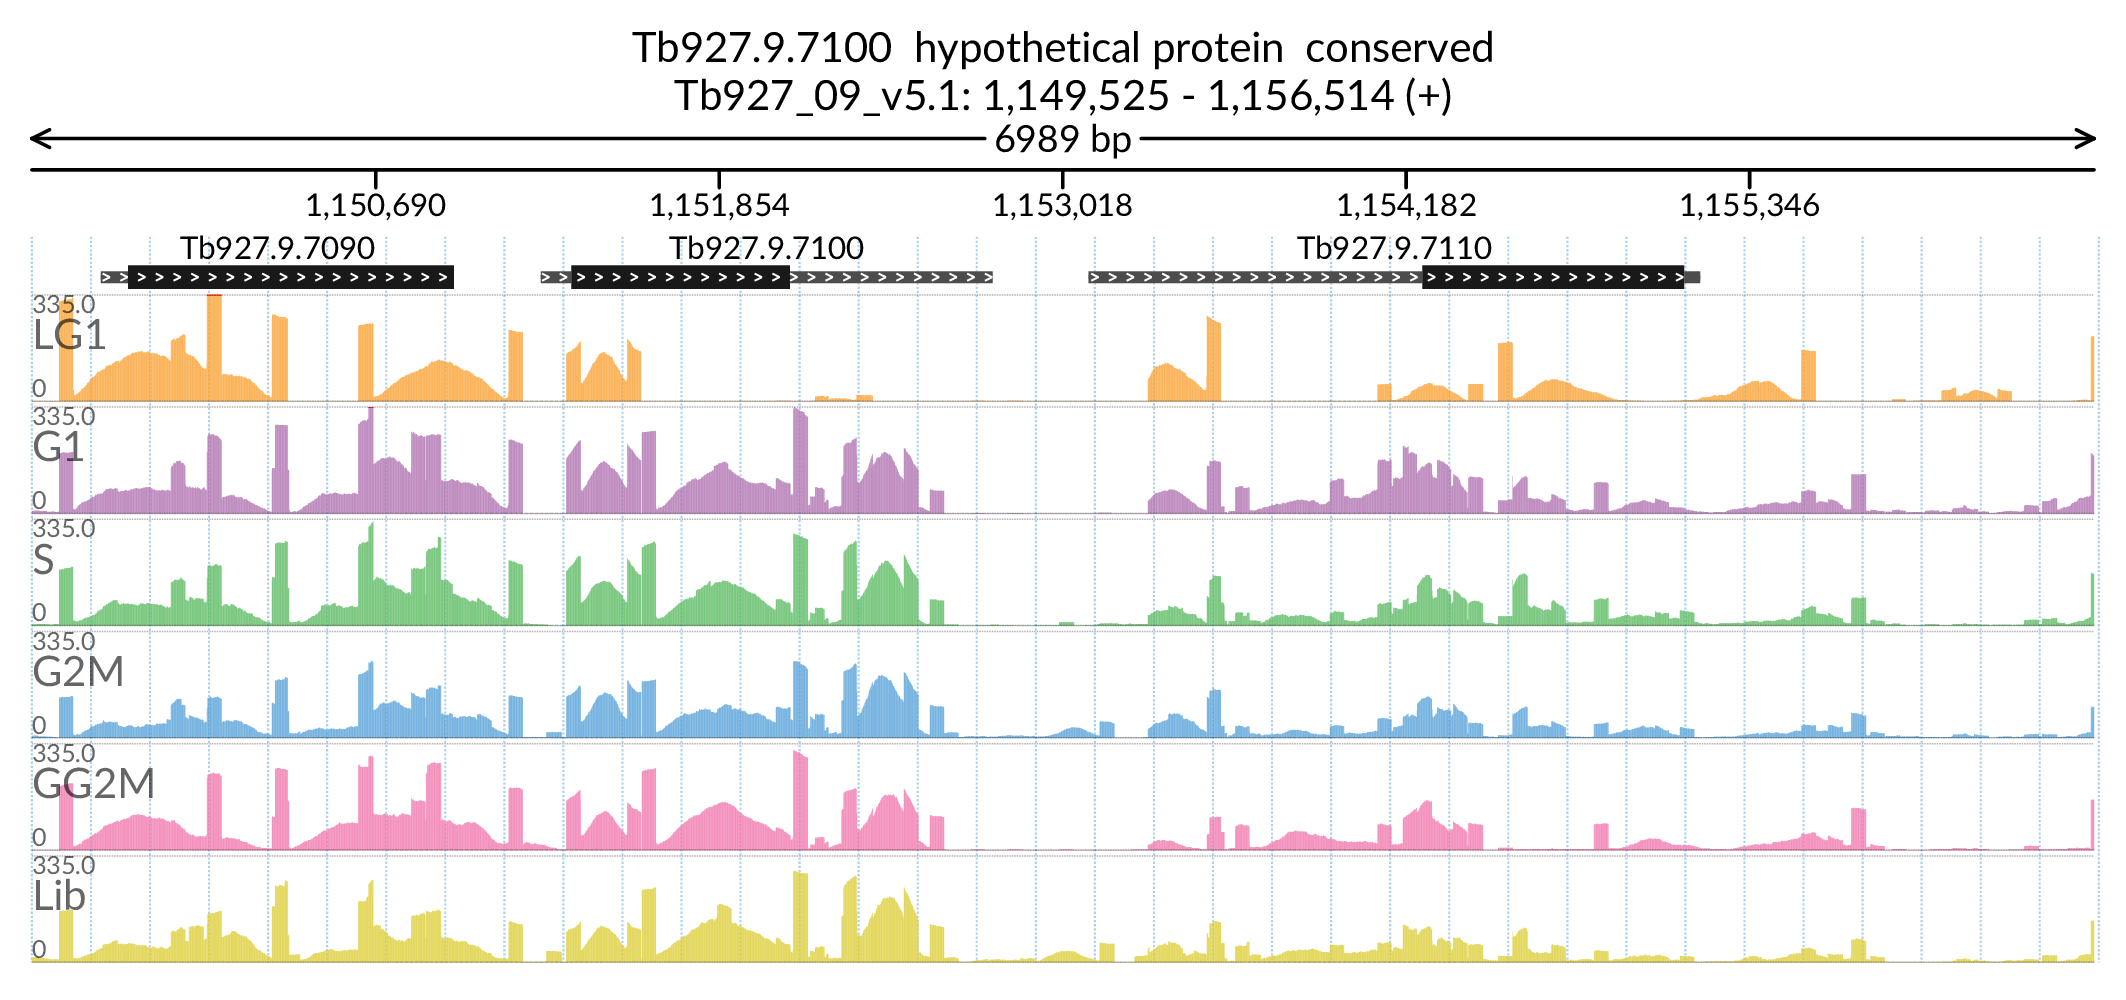 Tb927.9.7100  hypothetical protein  conserved
Tb927_09_v5.1: 1,149,525 - 1,156,514 (+)
6989 bp
1,150,690 1,151,854 1,153,018 1,154,182 1,155,346
Tb927.9.7090 Tb927.9.7100 Tb927.9.7110
335.0
LG1
0
335.0
G1
0
335.0
S
0
335.0
G2M
0
335.0
GG2M
0
335.0
Lib
0